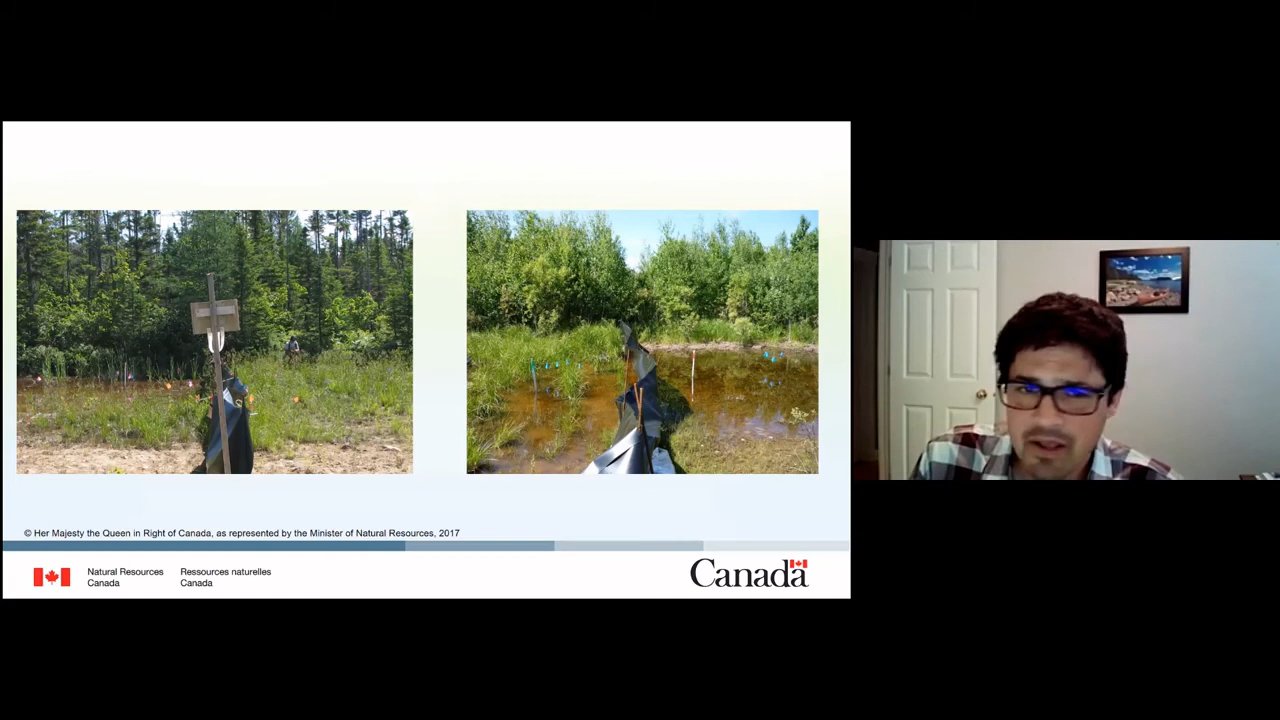 © Her Majesty the Queen in Right of Canada, as represented by the Minister of Natural Resources, 2017
Natural Resources
Canada
Ressources naturelles
Canada
Canada